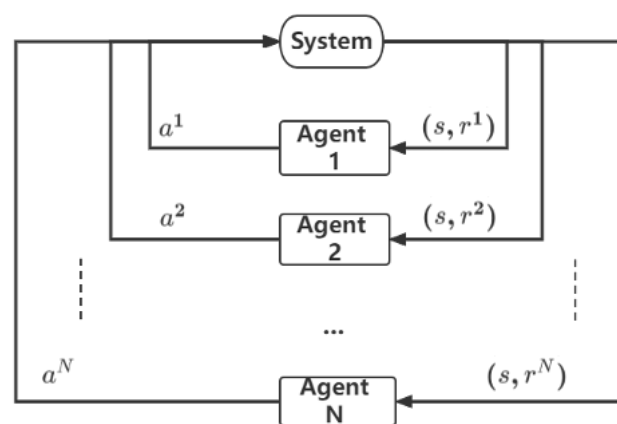 System
a^1
Agent
1
(s, r^1)
a^2
Agent
2
(s, r^2)
...
a^N
Agent
N
(s, r^N)